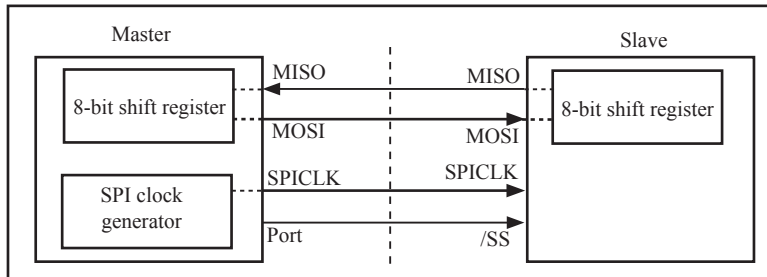 Master
Slave
MISO
MISO
8-bit shift register
8-bit shift register
MOSI
MOSI
SPICLK
SPICLK
SPI clock
generator
Port
/SS